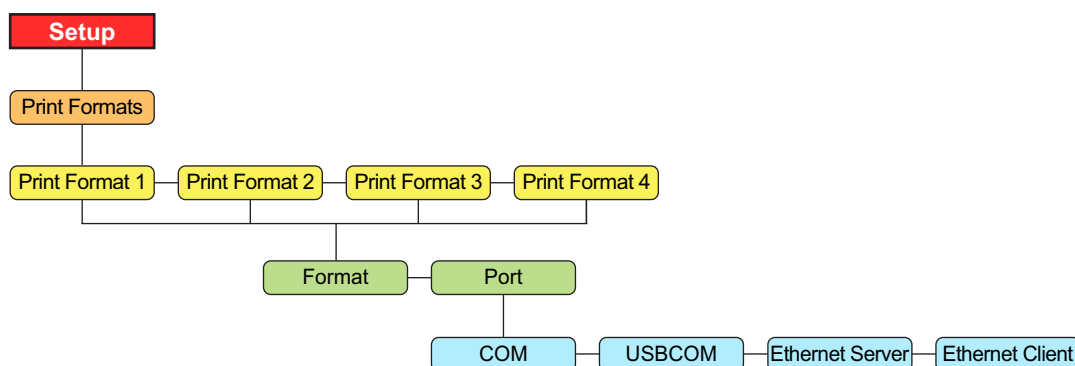 Setup
Print Formats
Print Format 1 Print Format 2 Print Format 3 Print Format 4
Format Port
COM USBCOM Ethernet Server Ethernet Client